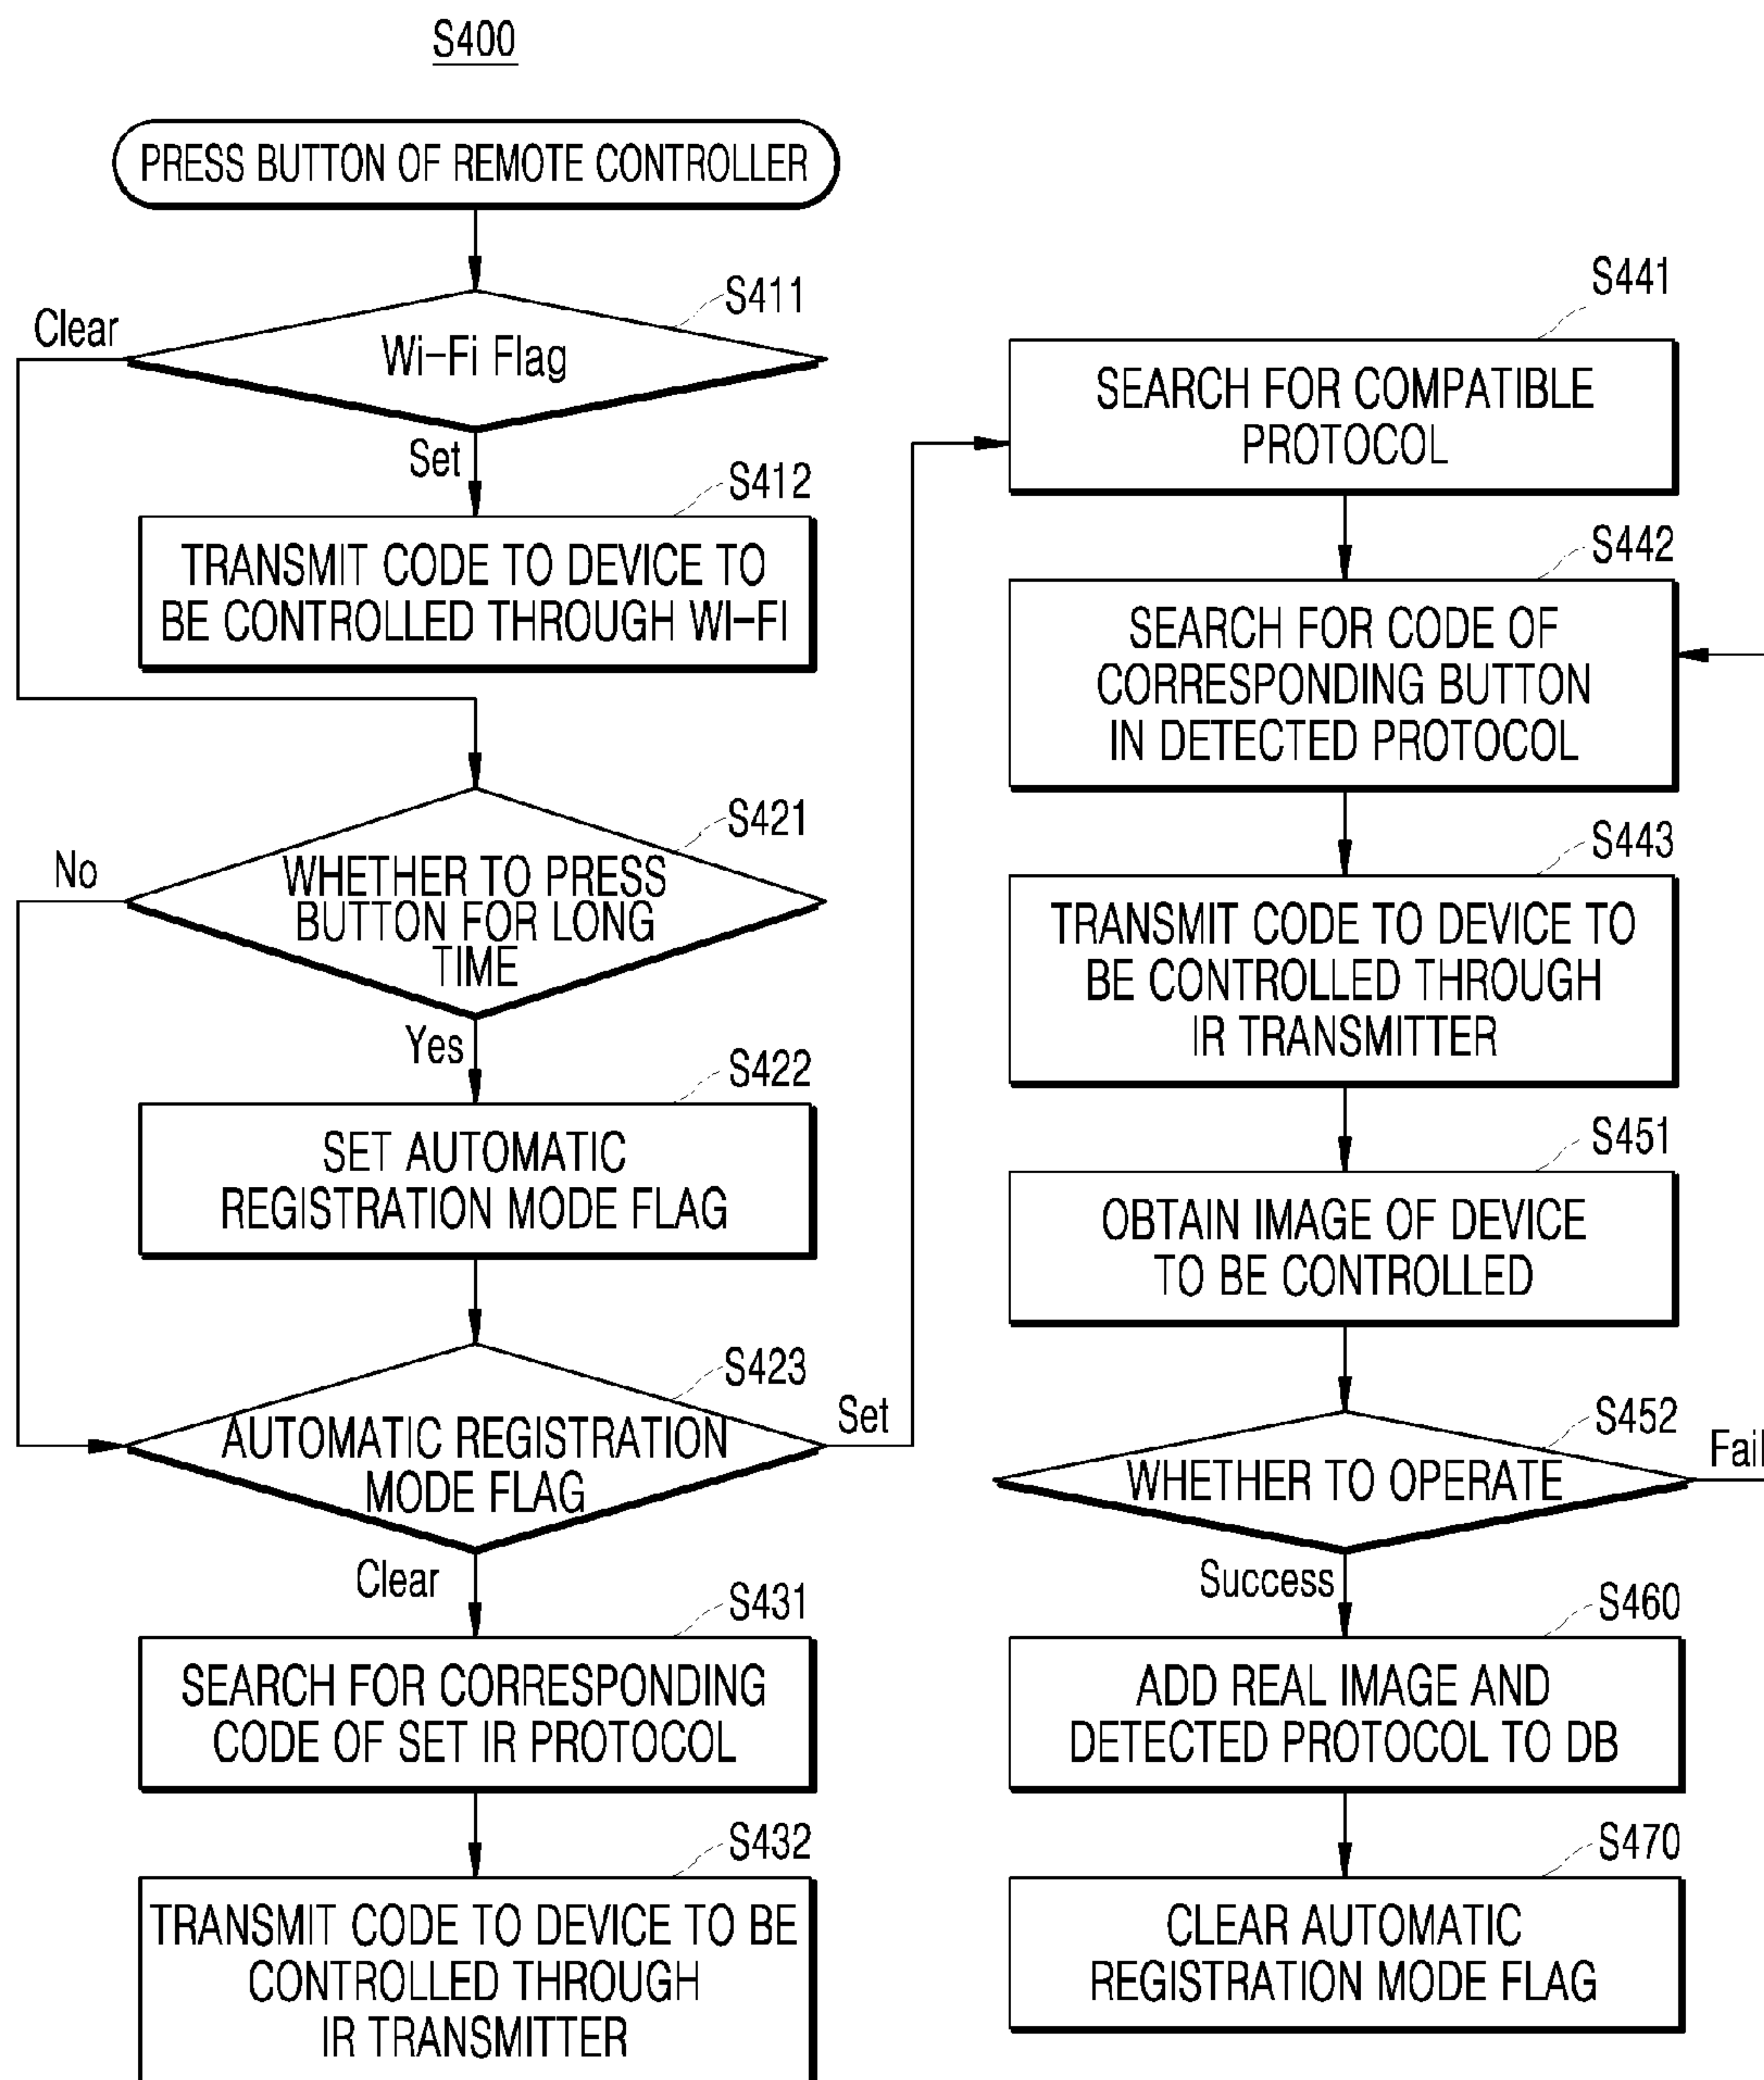 S400
PRESS BUTTON OF REMOTE CONTROLLER
S411
Clear
Wi-Fi Flag
Set
S412
TRANSMIT CODE TO DEVICE TO
BE CONTROLLED THROUGH WI-FI
S421
No
WHETHER TO PRESS
BUTTON FOR LONG
TIME
Yes
S422
SET AUTOMATIC
REGISTRATION MODE FLAG
S423
Set
AUTOMATIC REGISTRATION
MODE FLAG
Clear
S431
SEARCH FOR CORRESPONDING
CODE OF SET IR PROTOCOL
S432
TRANSMIT CODE TO DEVICE TO BE
CONTROLLED THROUGH
IR TRANSMITTER
S441
SEARCH FOR COMPATIBLE
PROTOCOL
S442
SEARCH FOR CODE OF
CORRESPONDING BUTTON
IN DETECTED PROTOCOL
S443
TRANSMIT CODE TO DEVICE TO
BE CONTROLLED THROUGH
IR TRANSMITTER
S451
OBTAIN IMAGE OF DEVICE
TO BE CONTROLLED
S452
Fail
WHETHER TO OPERATE
Success
S460
ADD REAL IMAGE AND
DETECTED PROTOCOL TO DB
S470
CLEAR AUTOMATIC
REGISTRATION MODE FLAG